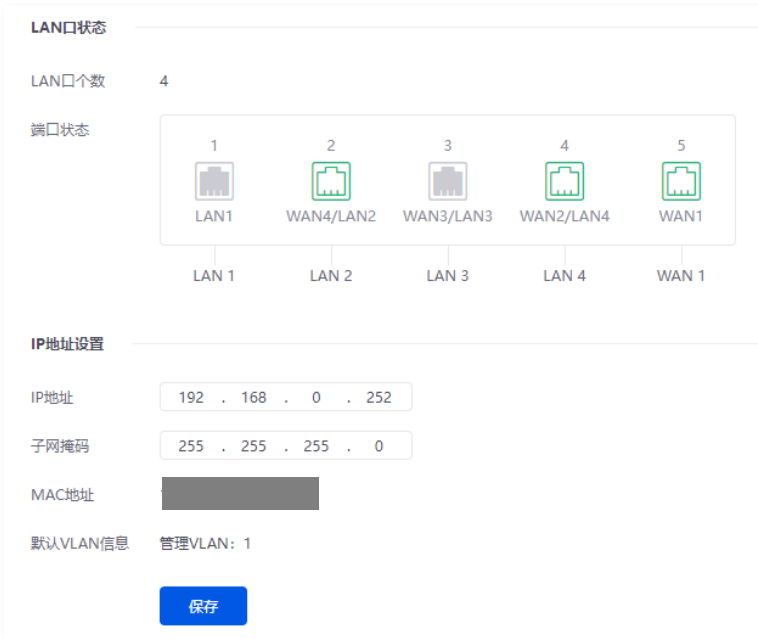 LAN口状态
LAN口个数 4
端口状态
1 2 3 4 5
LAN1 WAN4/LAN2 WAN3/LAN3 WAN2/LAN4 WAN1
LAN 1 LAN 2 LAN 3 LAN 4 WAN 1
IP地址设置
IP地址 192 . 168 . 0 . 252
子网掩码 255 . 255 . 255 . 0
MAC地址
默认VLAN信息 管理VLAN：1
保存